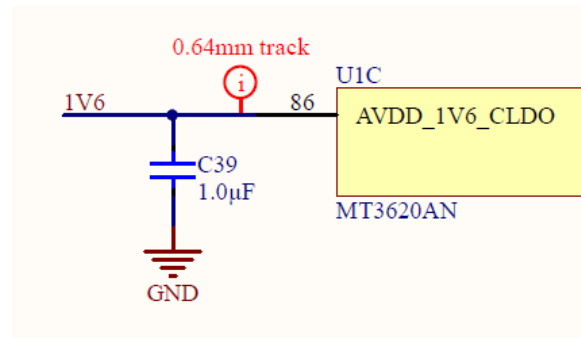 0.64mm track
i
U1C
1V6
86
AVDD_1V6_CLDO
C39
1.0µF
MT3620AN
GND